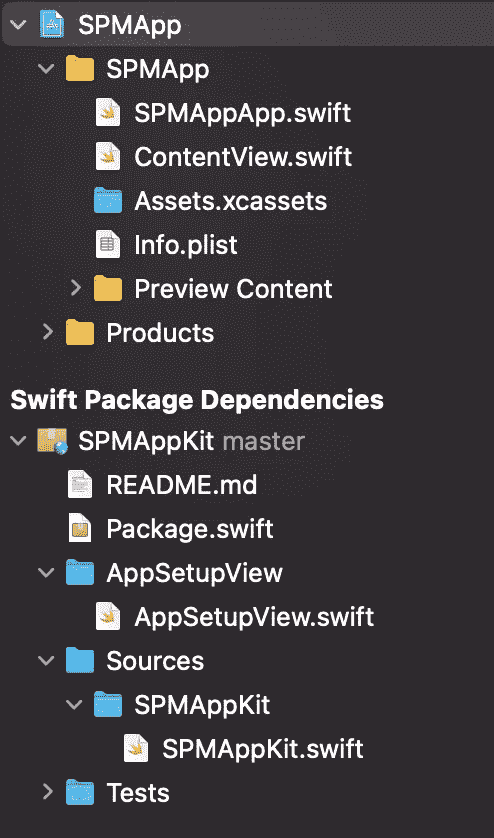 SPMApp
SPMApp
SPMAppApp.swift
ContentView.swift
Assets.xcassets
Info.plist
Preview Content
Products
Swift Package Dependencies
SPMAppKit master
README.md
Package.swift
AppSetupView
AppSetupView.swift
Sources
SPMAppKit
SPMAppKit.swift
Tests